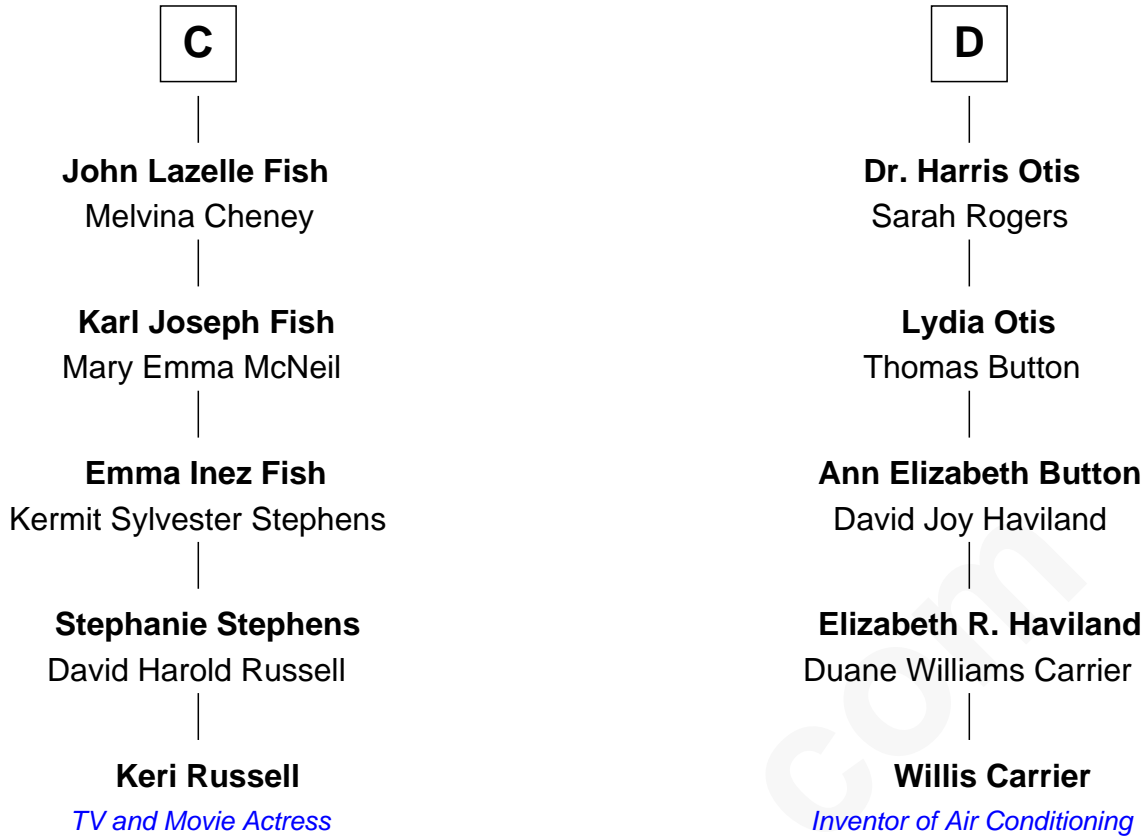 C
John Lazelle Fish
Melvina Cheney
Karl Joseph Fish
Mary Emma McNeil
Emma Inez Fish
Kermit Sylvester Stephens
Stephanie Stephens
David Harold Russell
Keri Russell
TV and Movie Actress
D
Dr. Harris Otis
Sarah Rogers
Lydia Otis
Thomas Button
Ann Elizabeth Button
David Joy Haviland
Elizabeth R. Haviland
Duane Williams Carrier
Willis Carrier
Inventor of Air Conditioning
com